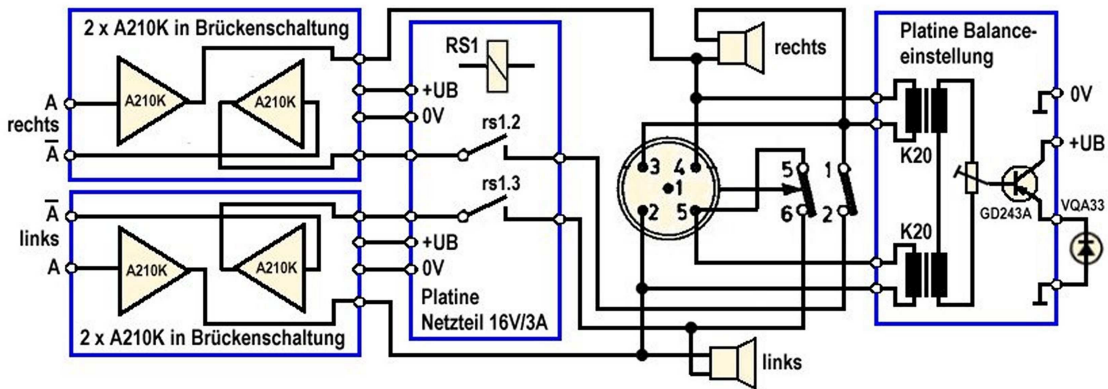 2 x A210K in Brückenschaltung
A210K
A210K
A
rechts
A̅
A̅
links
A
A210K
A210K
2 x A210K in Brückenschaltung
RS1
+UB
0V
rs1.2
rs1.3
+UB
0V
Platine
Netzteil 16V/3A
rechts
3 4
1
2 5
5 1
6 2
links
Platine Balance-
einstellung
K20
K20
0V
+UB
GD243A
VQA33